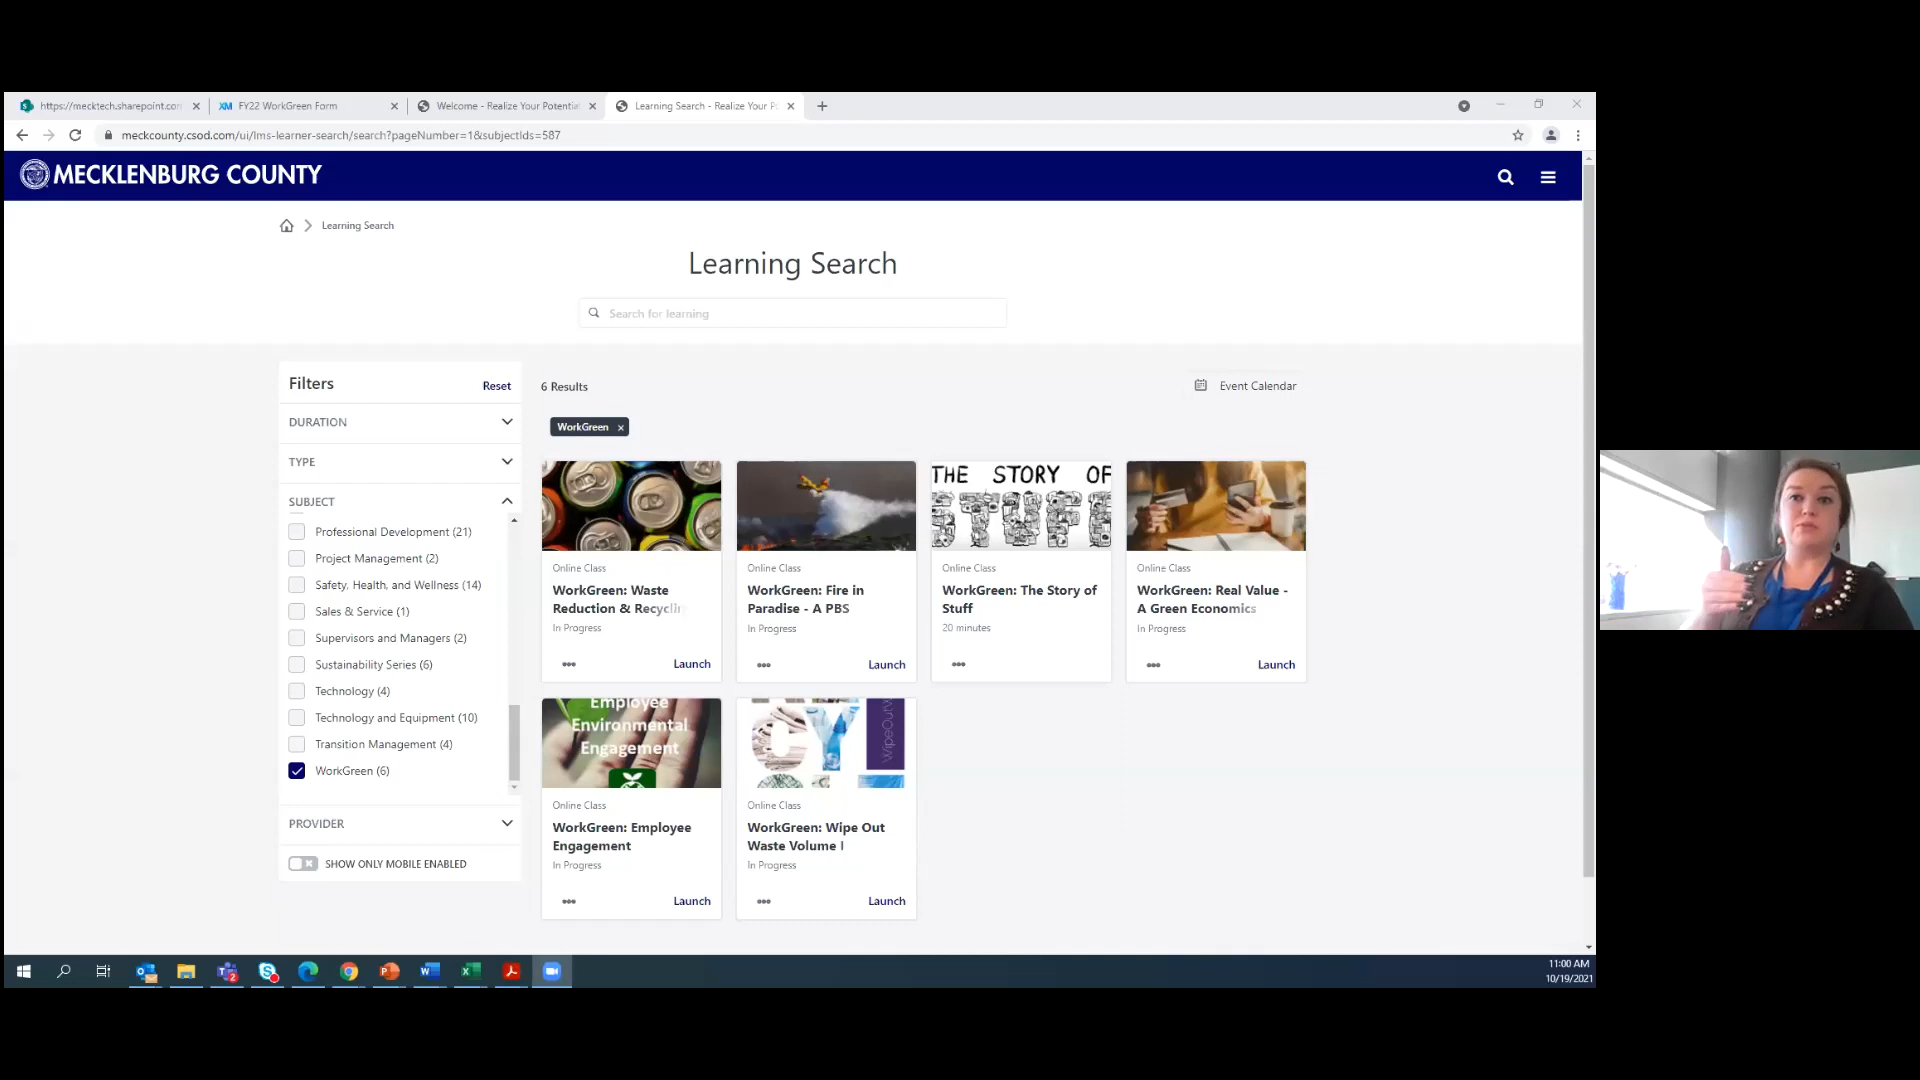 https://mecktech.sharepoint.con
XM FY22 WorkGreen Form
Welcome - Realize Your Potentia
Learning Search - Realize Your P
meckcounty.csod.com/ui/lms-learner-search/search?pageNumber=1&subjectIds=587
MECKLENBURG COUNTY
Learning Search
Learning Search
Search for learning
Filters
Reset
DURATION
TYPE
SUBJECT
Professional Development (21)
Project Management (2)
Safety, Health, and Wellness (14)
Sales & Service (1)
Supervisors and Managers (2)
Sustainability Series (6)
Technology (4)
Technology and Equipment (10)
Transition Management (4)
WorkGreen (6)
PROVIDER
SHOW ONLY MOBILE ENABLED
6 Results
Event Calendar
WorkGreen
Online Class
WorkGreen: Waste
Reduction & Recyclin
In Progress
Launch
Online Class
WorkGreen: Fire in
Paradise - A PBS
In Progress
Launch
THE STORY OF
STUFF
Online Class
WorkGreen: The Story of
Stuff
20 minutes
Online Class
WorkGreen: Real Value -
A Green Economics
In Progress
Launch
Employee
Environmental
Engagement
Online Class
WorkGreen: Employee
Engagement
In Progress
Launch
CY
WipeOutW
Online Class
WorkGreen: Wipe Out
Waste Volume I
In Progress
Launch
11:00 AM
10/19/2021